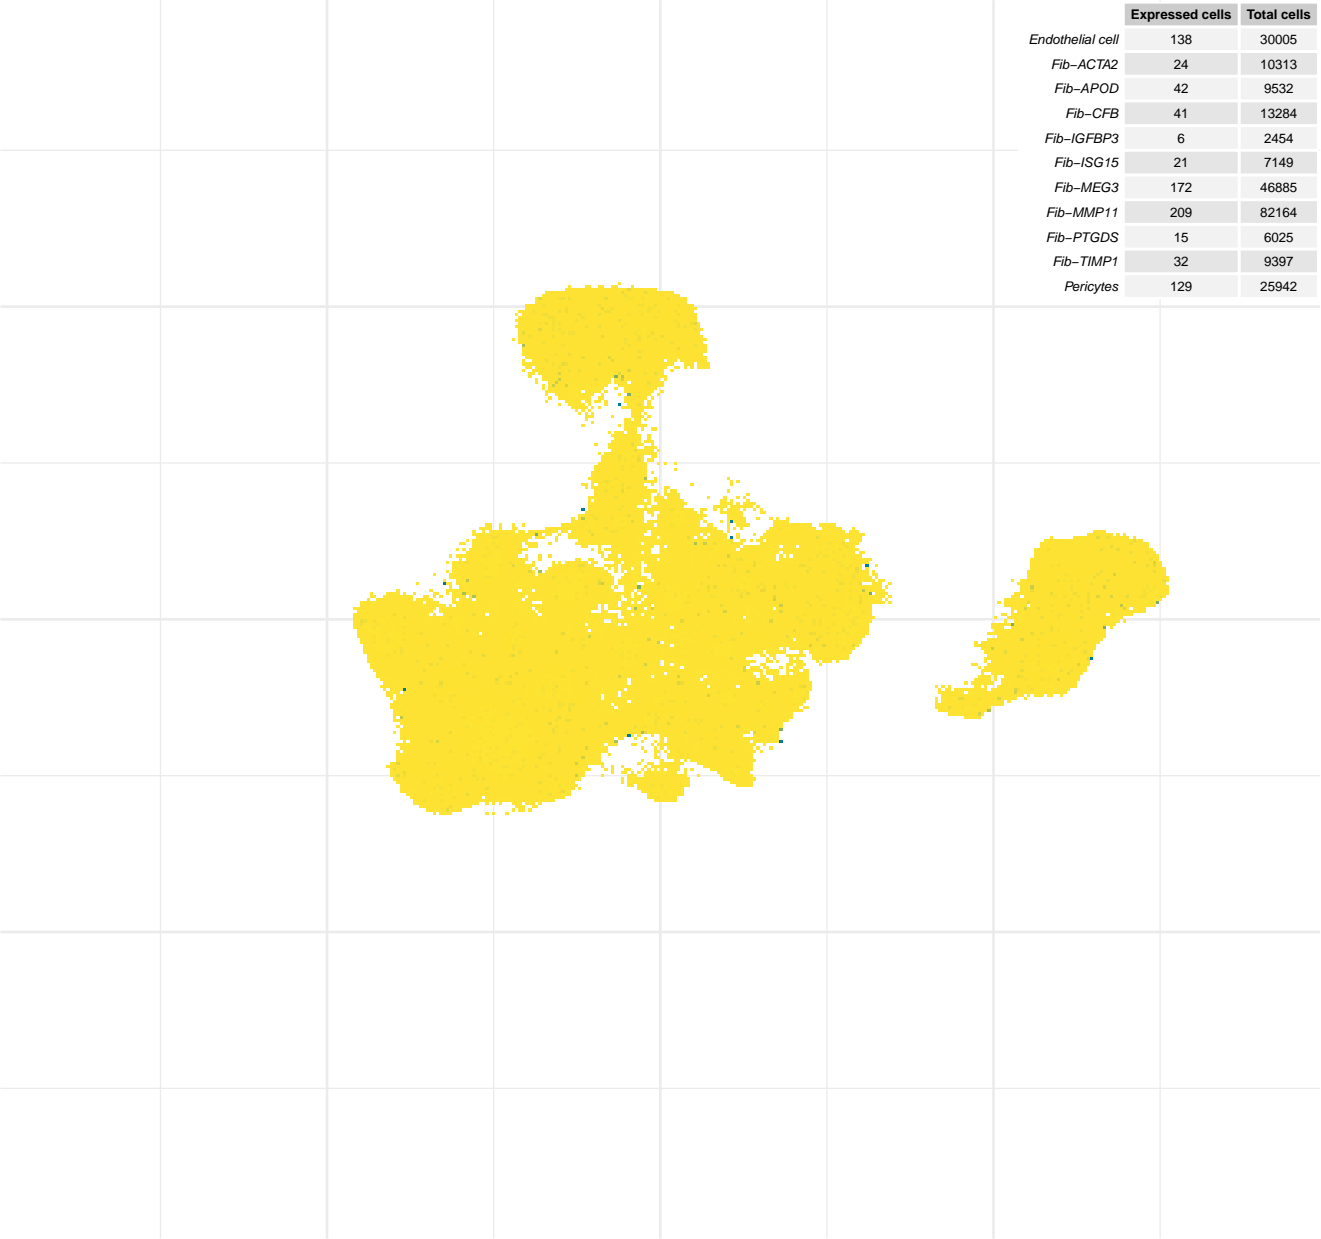 Expressed cells Total cells
Endothelial cell 138 30005
Fib−ACTA2 24 10313
Fib−APOD 42 9532
Fib−CFB 41 13284
Fib−IGFBP3 6 2454
Fib−ISG15 21 7149
Fib−MEG3 172 46885
Fib−MMP11 209 82164
Fib−PTGDS 15 6025
Fib−TIMP1 32 9397
Pericytes 129 25942